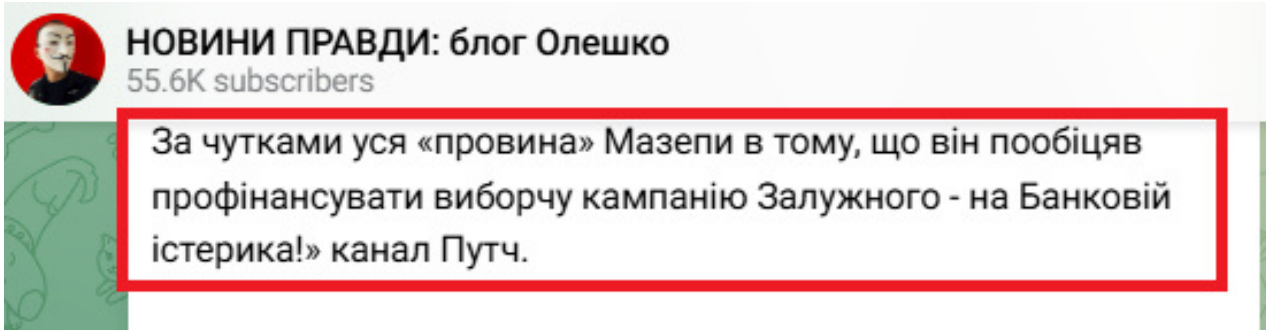 НОВИНИ ПРАВДИ: блог Олешко
55.6K subscribers
За чутками уся «провина» Мазепи в тому, що він пообіцяв
профінансувати виборчу кампанію Залужного - на Банковій
істерика!» канал Путч.